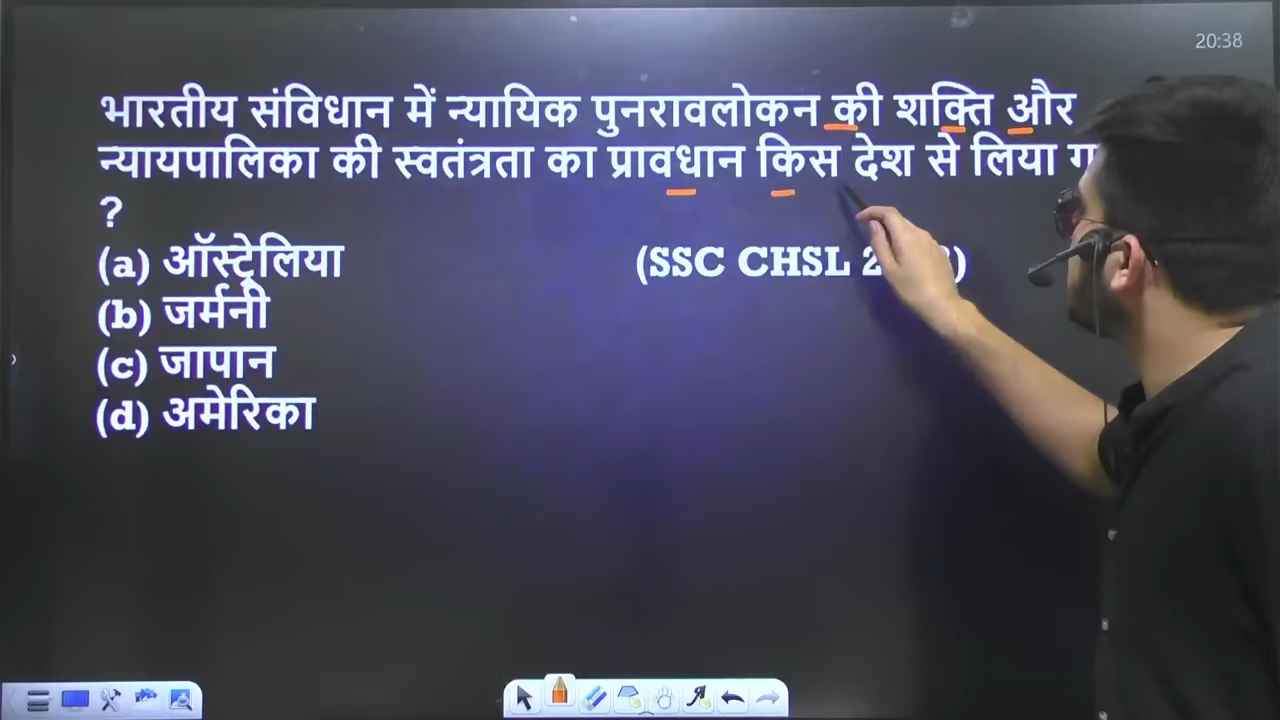 20:38
भारतीय संविधान में न्यायिक पुनरावलोकन की शक्ति और
न्यायपालिका की स्वतंत्रता का प्रावधान किस देश से लिया
?
(a) ऑस्ट्रेलिया
(SSC CHSL
(b) जर्मनी
(c) जापान
(d) अमेरिका